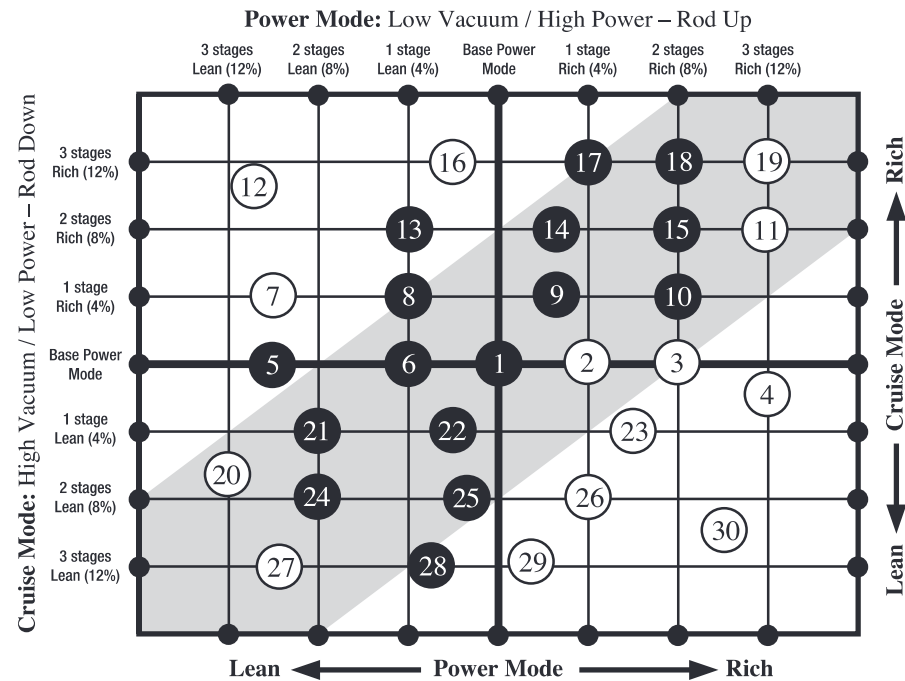 Power Mode: Low Vacuum / High Power – Rod Up
3 stages
Lean (12%)
2 stages
Lean (8%)
1 stage
Lean (4%)
Base Power
Mode
1 stage
Rich (4%)
2 stages
Rich (8%)
3 stages
Rich (12%)
Cruise Mode: High Vacuum / Low Power – Rod Down
3 stages
Rich (12%)
2 stages
Rich (8%)
1 stage
Rich (4%)
Base Power
Mode
1 stage
Lean (4%)
2 stages
Lean (8%)
3 stages
Lean (12%)
12 16 17 18 19
13 14 15 11
7 8 9 10
5 6 1 2 3
4
21 22 23
20
24 25 26
30
27 28 29
Rich
Cruise Mode
Lean
Lean Power Mode Rich